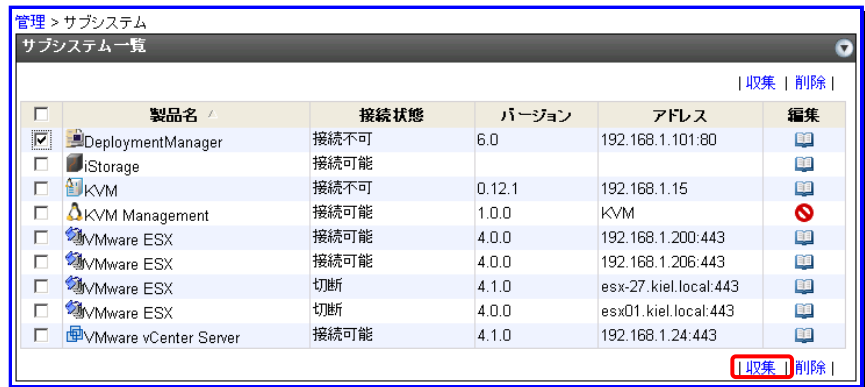 管理 > サブシステム
サブシステム一覧
| 収集 | 削除 |
製品名 接続状態 バージョン アドレス 編集
DeploymentManager 接続不可 6.0 192.168.1.101:80
iStorage 接続可能
KVM 接続不可 0.12.1 192.168.1.15
KVM Management 接続可能 1.0.0 KVM
VMware ESX 接続可能 4.0.0 192.168.1.200:443
VMware ESX 接続可能 4.0.0 192.168.1.206:443
VMware ESX 切断 4.1.0 esx-27.kiel.local:443
VMware ESX 切断 4.0.0 esx01.kiel.local:443
VMware vCenter Server 接続可能 4.1.0 192.168.1.24:443
| 収集 | 削除 |